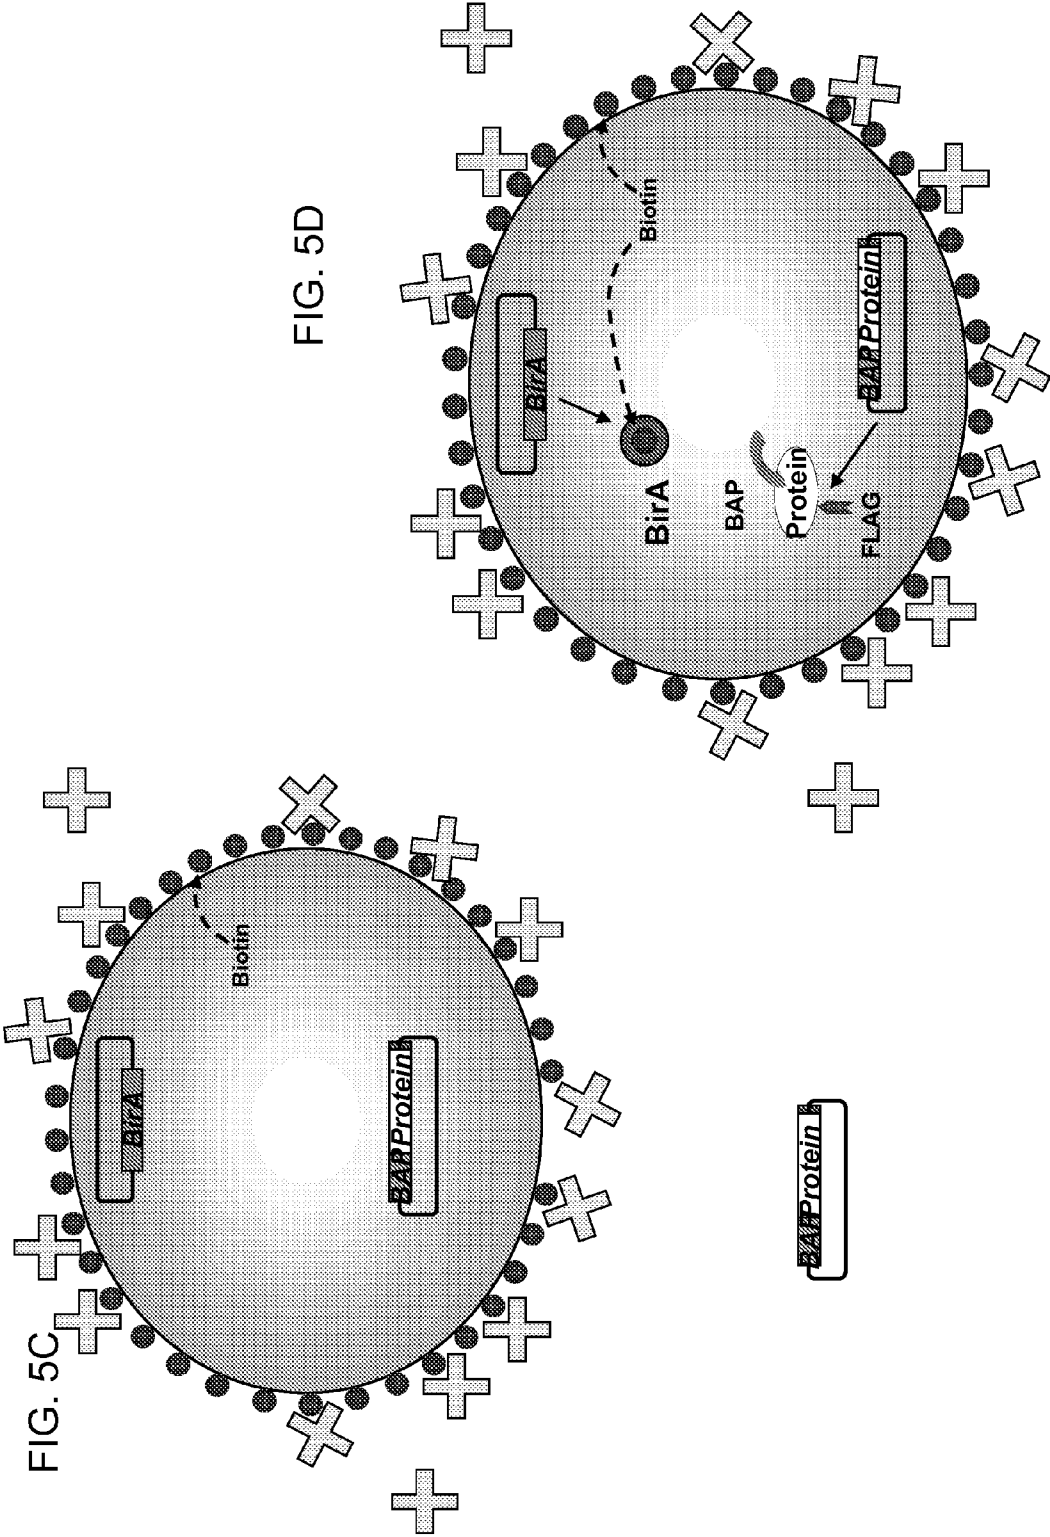 FIG. 5C
BirA
Biotin
BAP Protein
BAP Protein
FIG. 5D
BirA
Biotin
BirA
BAP
Protein
FLAG
BAP Protein